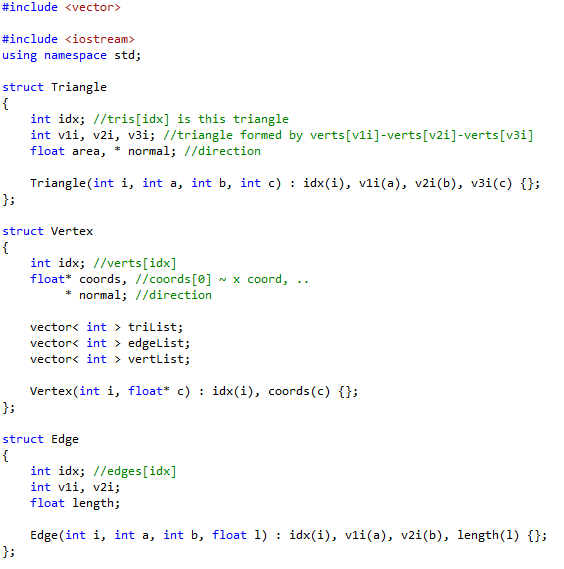 #include <vector>
#include <iostream>
using namespace std;
struct Triangle
{
int idx; //tris[idx] is this triangle
int v1i, v2i, v3i; //triangle formed by verts[v1i]-verts[v2i]-verts[v3i]
float area, * normal; //direction
Triangle(int i, int a, int b, int c) : idx(i), v1i(a), v2i(b), v3i(c) {};
};
struct Vertex
{
int idx; //verts[idx]
float* coords, //coords[0] ~ x coord, ..
* normal; //direction
vector< int > triList;
vector< int > edgeList;
vector< int > vertList;
Vertex(int i, float* c) : idx(i), coords(c) {};
};
struct Edge
{
int idx; //edges[idx]
int v1i, v2i;
float length;
Edge(int i, int a, int b, float l) : idx(i), v1i(a), v2i(b), length(l) {};
};